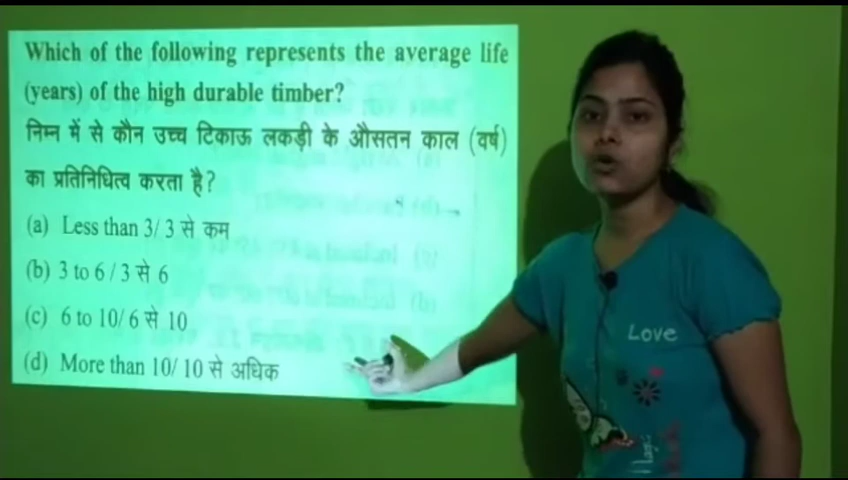 Which of the following represents the average life
(years) of the high durable timber?
निम्न में से कौन उच्च टिकाऊ लकड़ी के औसतन काल (वर्ष)
का प्रतिनिधित्व करता है?
(a) Less than 3/ 3 से कम
(b) 3 to 6 / 3 से 6
(c) 6 to 10/ 6 से 10
(d) More than 10/ 10 से अधिक
Love